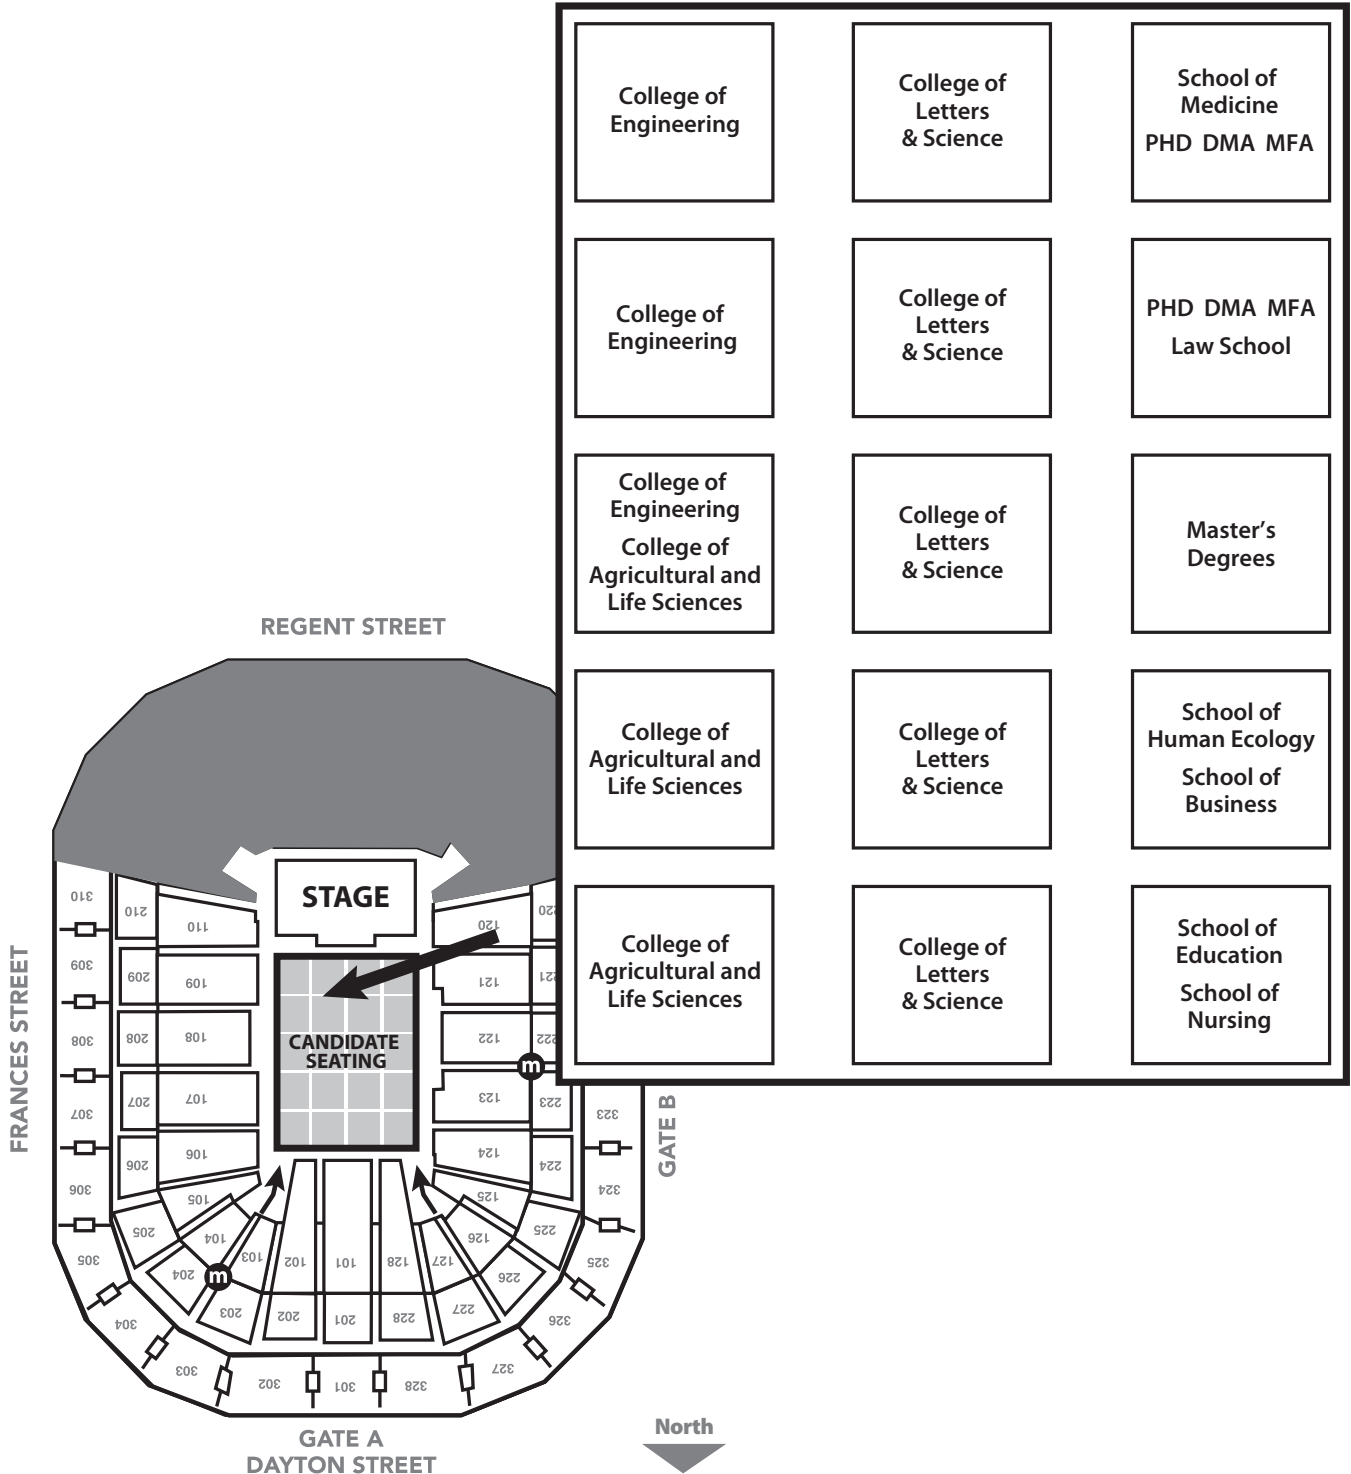 College of
Engineering
College of
Letters
& Science
School of
Medicine
PHD DMA MFA
College of
Engineering
College of
Letters
& Science
PHD DMA MFA
Law School
College of
Engineering
College of
Agricultural and
Life Sciences
College of
Letters
& Science
Master's
Degrees
College of
Agricultural and
Life Sciences
College of
Letters
& Science
School of
Human Ecology
School of
Business
College of
Agricultural and
Life Sciences
College of
Letters
& Science
School of
Education
School of
Nursing
REGENT STREET
STAGE
CANDIDATE
SEATING
FRANCES STREET
GATE B
310
210
110
120
220
309
209
109
121
221
308
208
108
122
222
m
307
207
107
123
223
323
306
206
106
124
224
324
305
205
105
125
225
325
304
204
104
m
103
102
101
128
127
126
226
326
303
203
202
201
228
227
327
302
301
328
GATE A
DAYTON STREET
North